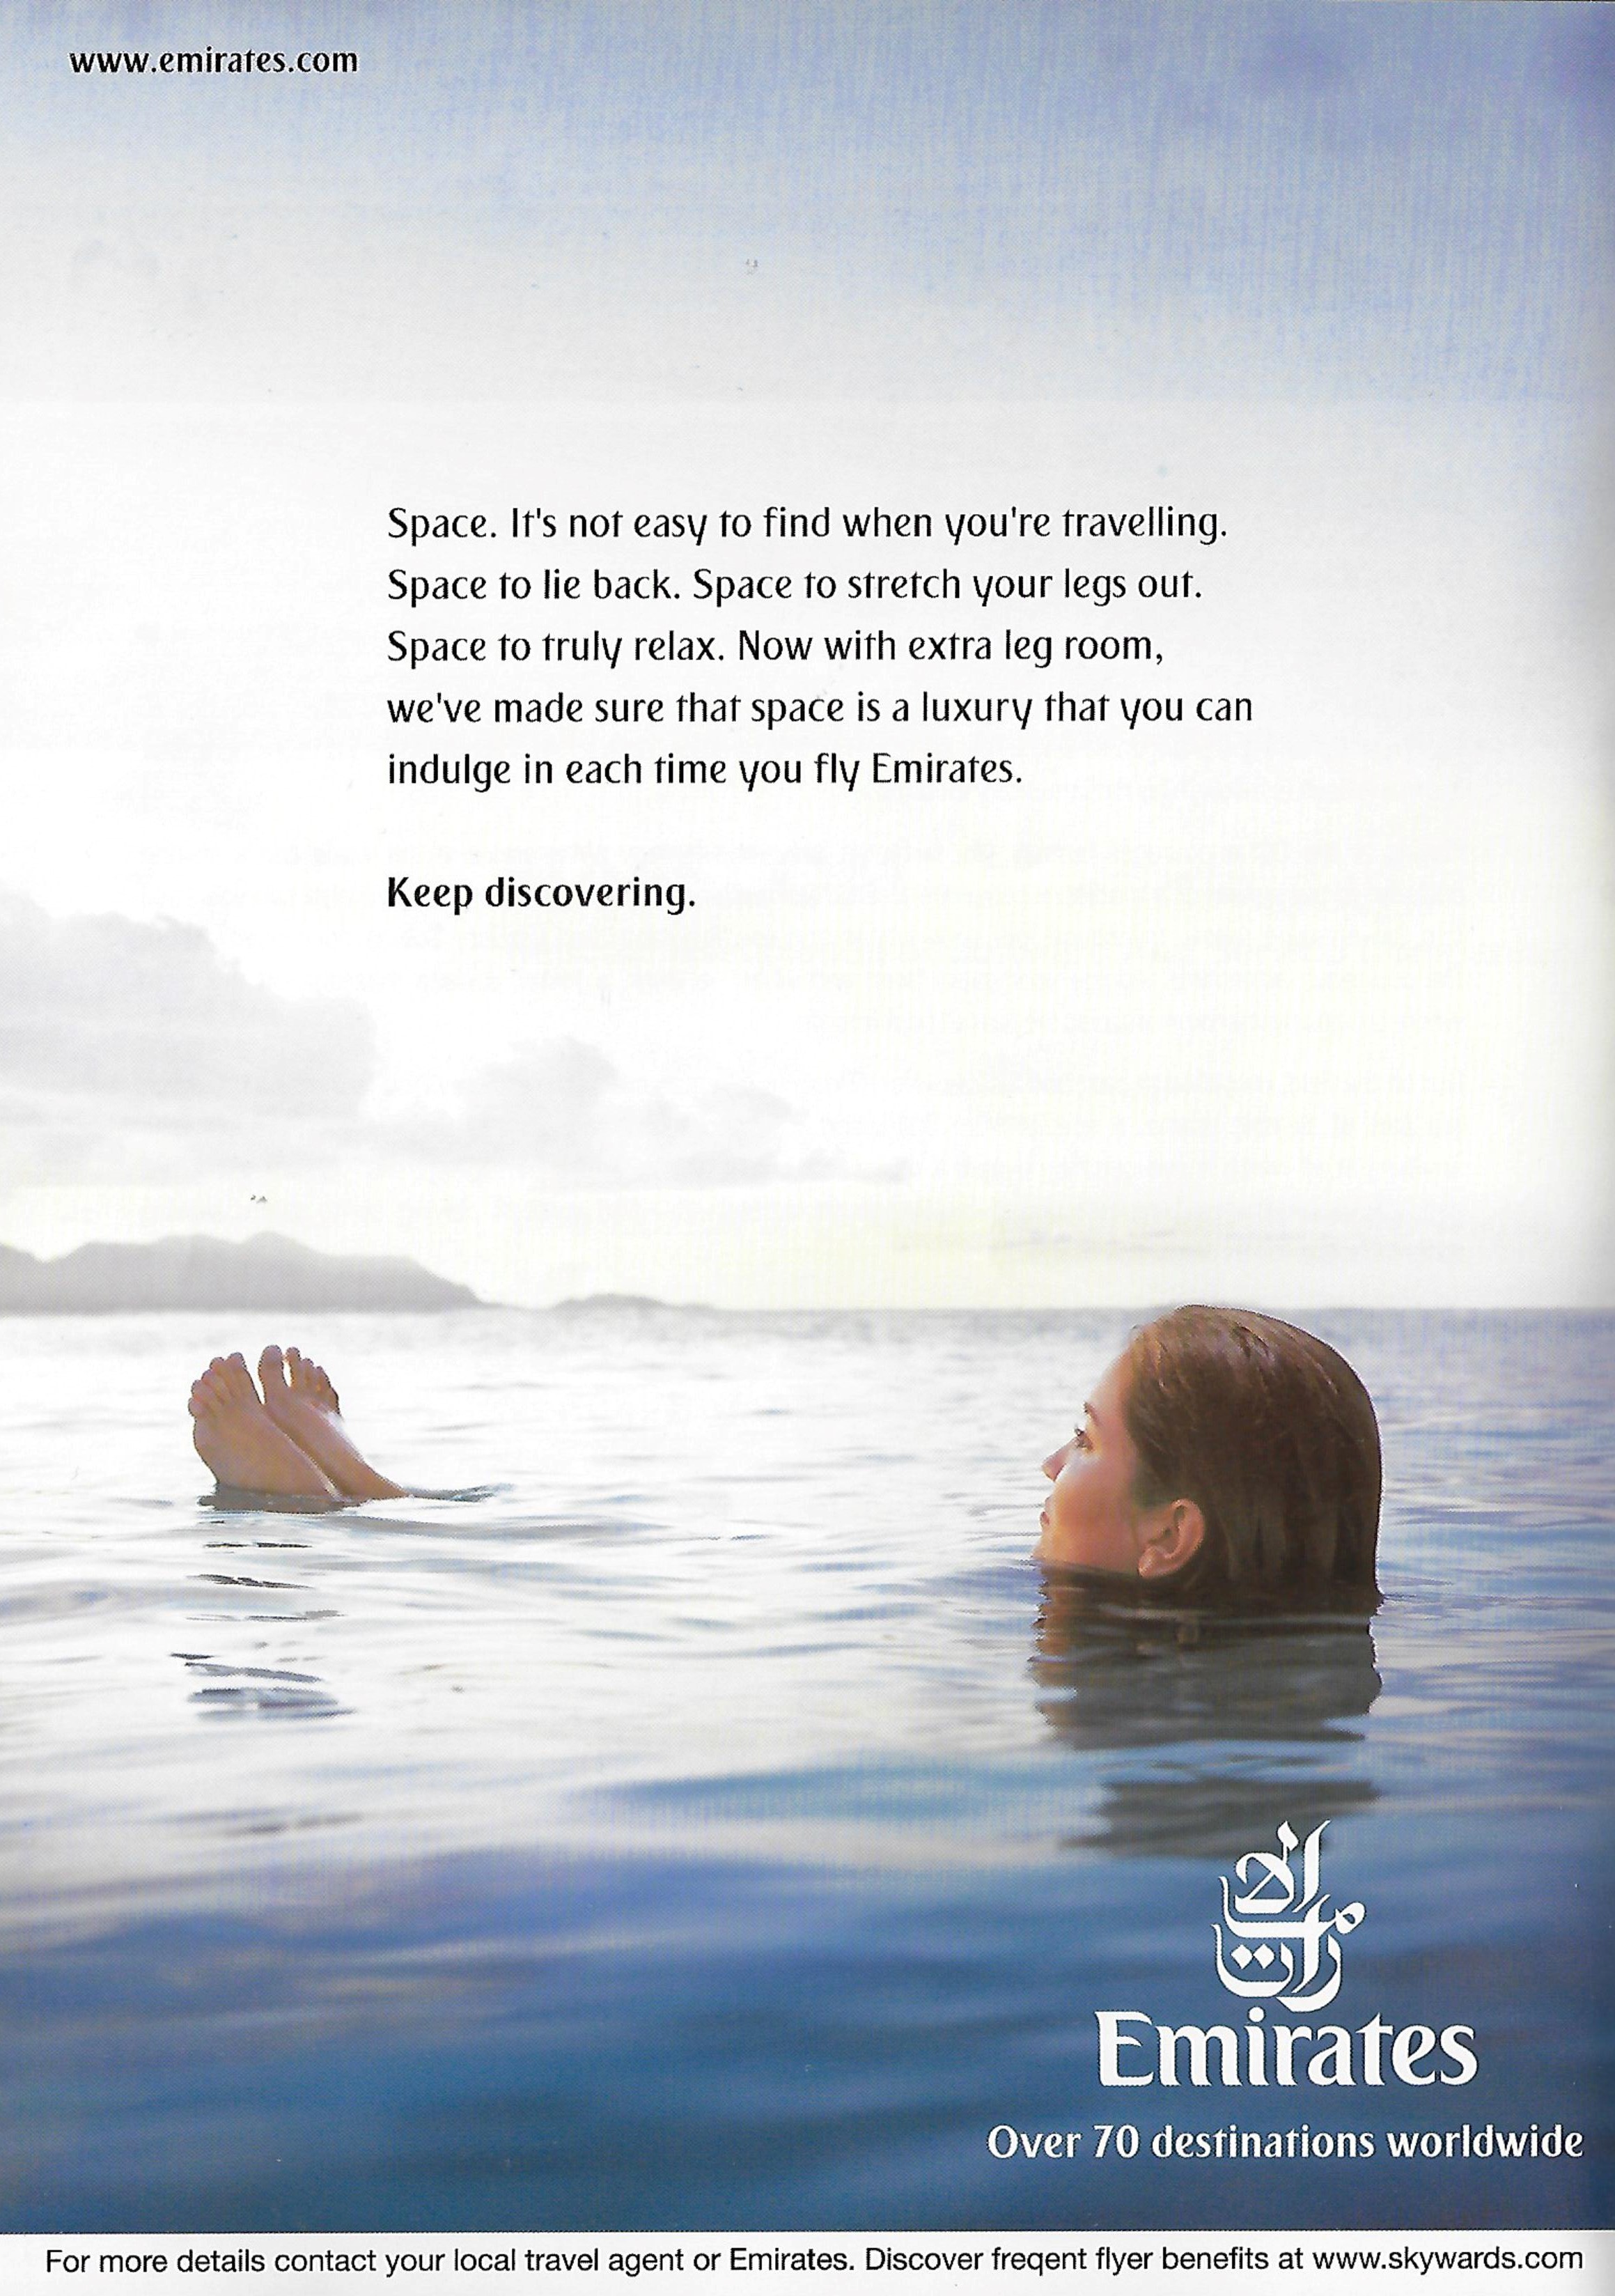 www.emirates.com
Space. It's not easy to find when you're travelling.
Space to lie back. Space to stretch your legs out.
Space to truly relax. Now with extra leg room,
we've made sure that space is a luxury that you can
indulge in each time you fly Emirates.
Keep discovering.
الإمارات
Emirates
Over 70 destinations worldwide
For more details contact your local travel agent or Emirates. Discover freqent flyer benefits at www.skywards.com